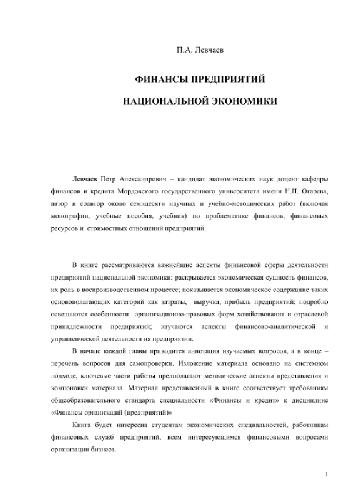 П.А. Левчаев
ФИНАНСЫ ПРЕДПРИЯТИЙ
НАЦИОНАЛЬНОЙ ЭКОНОМИКИ
Левчаев Петр Александрович – кандидат экономических наук доцент кафедры
финансов и кредита Мордовского государственного университета имени Н.П. Огарева,
автор и соавтор около семидесяти научных и учебно-методических работ (включая
монографии, учебные пособия, учебник) по проблематике финансов, финансовых
ресурсов и стоимостных отношений предприятий.
В книге рассматриваются важнейшие аспекты финансовой сферы деятельности
предприятий национальной экономики: раскрывается экономическая сущность финансов,
их роль в воспроизводственном процессе; показывается экономическое содержание таких
основополагающих категорий как затраты, выручка, прибыль предприятий; подробно
освещаются особенности организационно-правовых форм хозяйствования и отраслевой
принадлежности предприятий; изучаются аспекты финансово-аналитической и
управленческой деятельности на предприятии.
В начале каждой главы приводится аннотация изучаемых вопросов, а в конце –
перечень вопросов для самопроверки. Изложение материала основано на системном
подходе, ключевые части работы преломляют авторские аспекты представления и
компоновки материала. Материал представленный в книге соответствует требованиям
общеобразовательного стандарта специальности «Финансы и кредит» к дисциплине
«Финансы организаций (предприятий)»
Книга будет интересна студентам экономических специальностей, работникам
финансовых служб предприятий, всем интересующимся финансовыми вопросами
организации бизнеса.
1